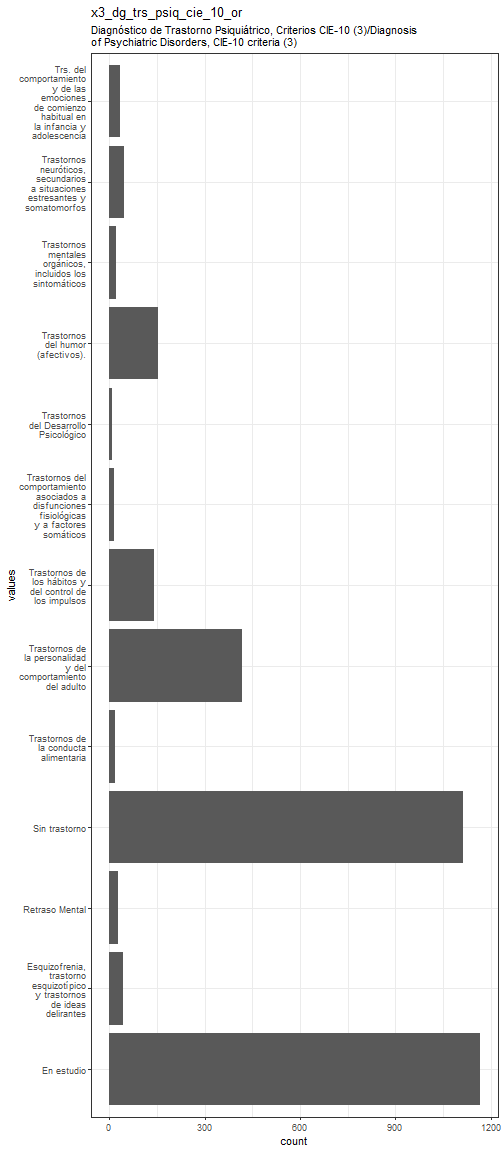 x3_dg_trs_psiq_cie_10_or
Diagnóstico de Trastorno Psiquiátrico, Criterios CIE-10 (3)/Diagnosis
of Psychiatric Disorders, CIE-10 criteria (3)
Trs. del
comportamiento
y de las
emociones
de comienzo
habitual en
la infancia y
adolescencia
Trastornos
neuróticos,
secundarios
a situaciones
estresantes y
somatomorfos
Trastornos
mentales
orgánicos,
incluidos los
sintomáticos
Trastornos
del humor
(afectivos).
Trastornos
del Desarrollo
Psicológico
Trastornos del
comportamiento
asociados a
disfunciones
fisiológicas
y a factores
somáticos
Trastornos de
los hábitos y
del control de
los impulsos
Trastornos de
la personalidad
y del
comportamiento
del adulto
Trastornos de
la conducta
alimentaria
Sin trastorno
Retraso Mental
Esquizofrenia,
trastorno
esquizotípico
y trastornos
de ideas
delirantes
En estudio
values
0 300 600 900 1200
count